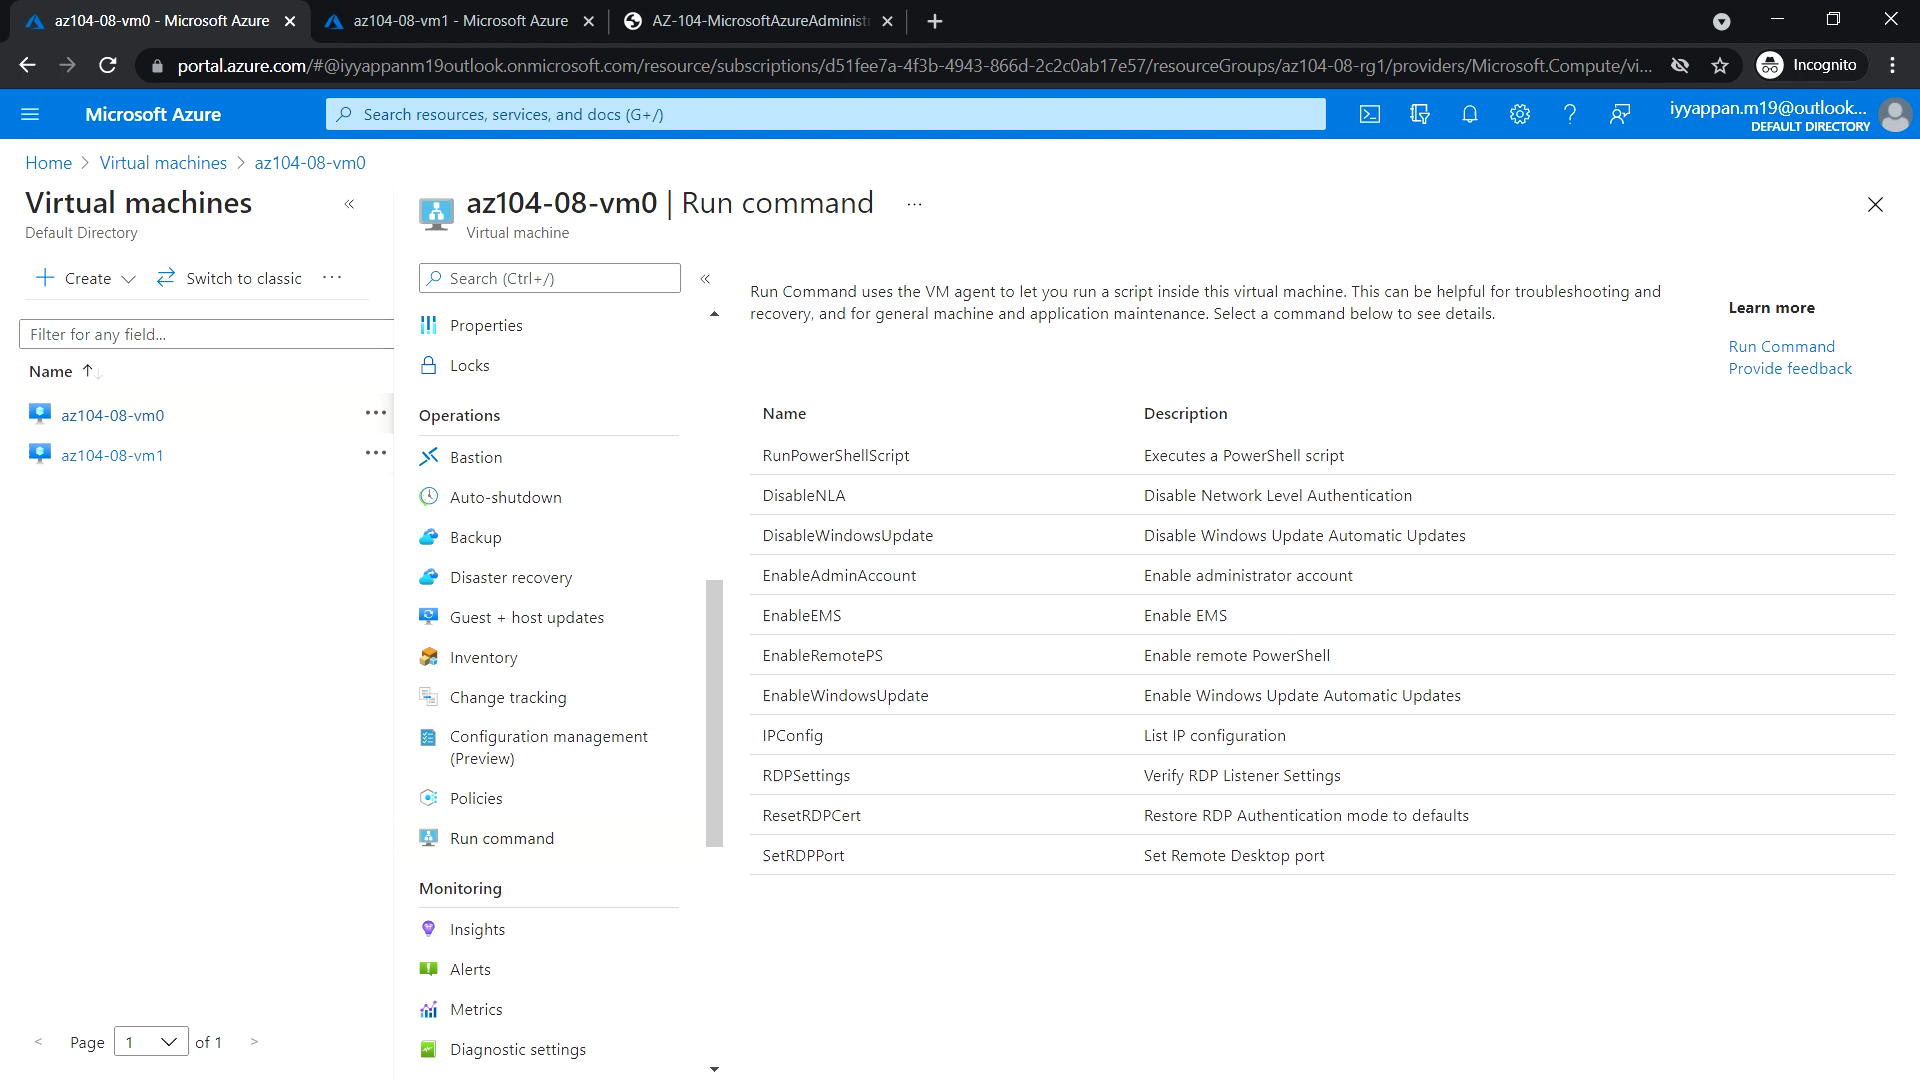 az104-08-vm0 - Microsoft Azure
az104-08-vm1 - Microsoft Azure
AZ-104-MicrosoftAzureAdminist
portal.azure.com/#@iyyappanm19outlook.onmicrosoft.com/resource/subscriptions/d51fee7a-4f3b-4943-866d-2c2c0ab17e57/resourceGroups/az104-08-rg1/providers/Microsoft.Compute/vi...
Incognito
Microsoft Azure
Search resources, services, and docs (G+/)
iyyappan.m19@outlook...
DEFAULT DIRECTORY
Home > Virtual machines > az104-08-vm0
Virtual machines
Default Directory
Create
Switch to classic
Filter for any field...
Name
az104-08-vm0
az104-08-vm1
Page 1 of 1
az104-08-vm0 | Run command
Virtual machine
Search (Ctrl+/)
Properties
Locks
Operations
Bastion
Auto-shutdown
Backup
Disaster recovery
Guest + host updates
Inventory
Change tracking
Configuration management
(Preview)
Policies
Run command
Monitoring
Insights
Alerts
Metrics
Diagnostic settings
Run Command uses the VM agent to let you run a script inside this virtual machine. This can be helpful for troubleshooting and
recovery, and for general machine and application maintenance. Select a command below to see details.
Learn more
Run Command
Provide feedback
Name Description
RunPowerShellScript Executes a PowerShell script
DisableNLA Disable Network Level Authentication
DisableWindowsUpdate Disable Windows Update Automatic Updates
EnableAdminAccount Enable administrator account
EnableEMS Enable EMS
EnableRemotePS Enable remote PowerShell
EnableWindowsUpdate Enable Windows Update Automatic Updates
IPConfig List IP configuration
RDPSettings Verify RDP Listener Settings
ResetRDPCert Restore RDP Authentication mode to defaults
SetRDPPort Set Remote Desktop port